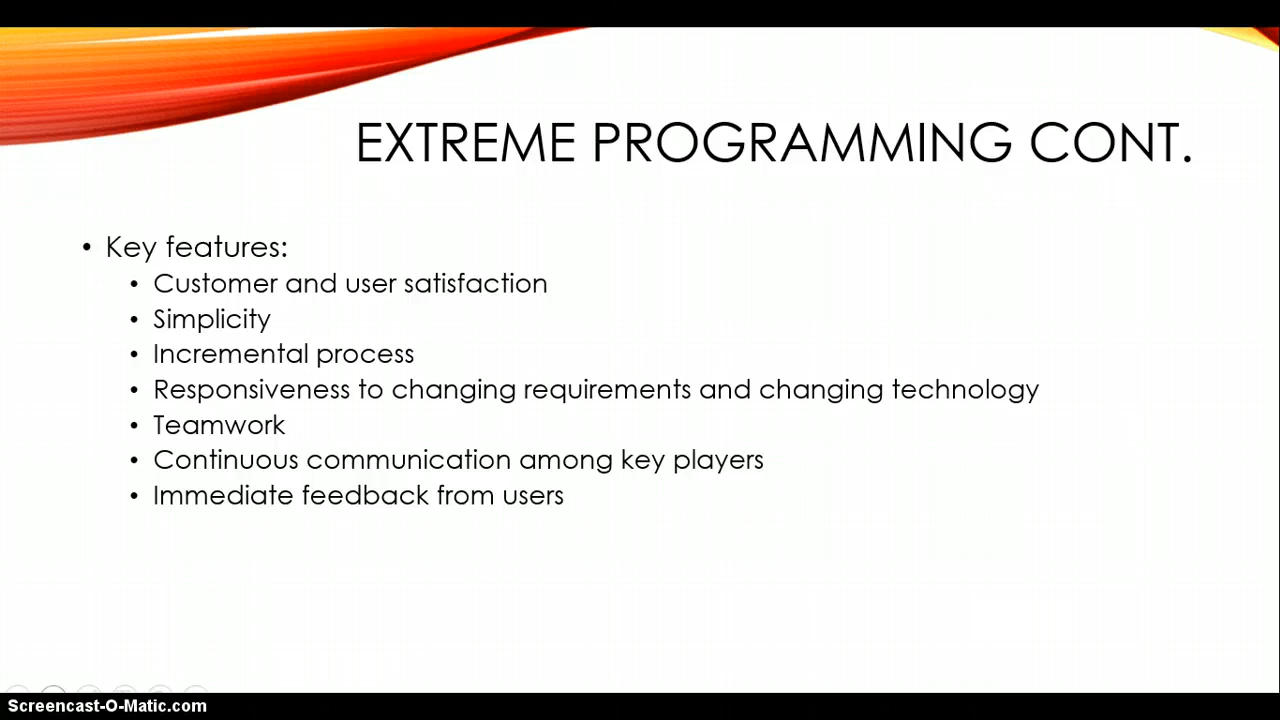 EXTREME PROGRAMMING CONT.
• Key features:
• Customer and user satisfaction
• Simplicity
• Incremental process
• Responsiveness to changing requirements and changing technology
• Teamwork
• Continuous communication among key players
• Immediate feedback from users
Screencast-O-Matic.com